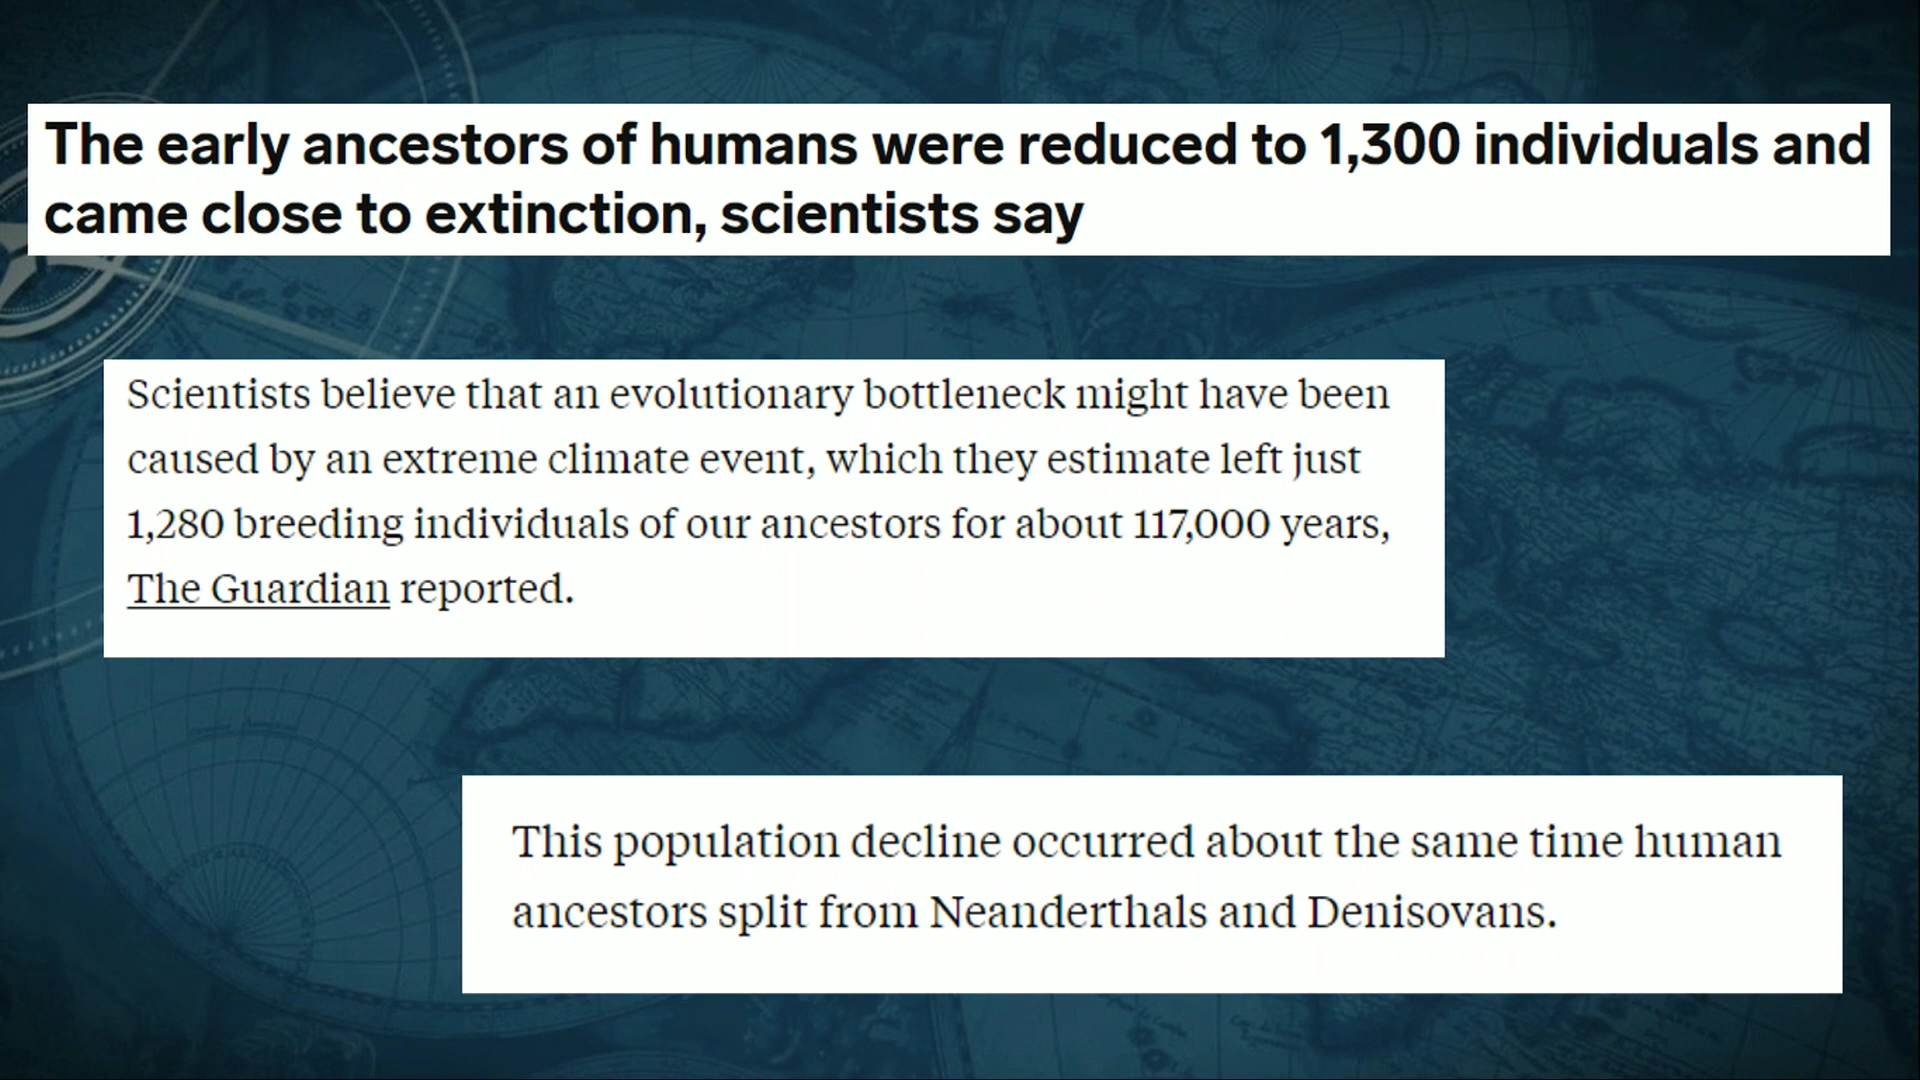 The early ancestors of humans were reduced to 1,300 individuals and
came close to extinction, scientists say
Scientists believe that an evolutionary bottleneck might have been
caused by an extreme climate event, which they estimate left just
1,280 breeding individuals of our ancestors for about 117,000 years,
The Guardian reported.
This population decline occurred about the same time human
ancestors split from Neanderthals and Denisovans.